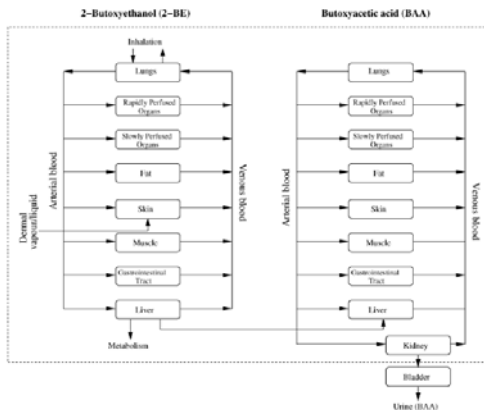 2-Butoxyethanol (2-BE)
Inhalation
Lungs
Rapidly Perfused
Organs
Slowly Perfused
Organs
Fat
Skin
Muscle
Gastrointestinal
Tract
Liver
Metabolism
Arterial blood
Venous blood
Dermal
vapour/liquid
Butoxyacetic acid (BAA)
Lungs
Rapidly Perfused
Organs
Slowly Perfused
Organs
Fat
Skin
Muscle
Gastrointestinal
Tract
Liver
Kidney
Bladder
Urine (BAA)
Arterial blood
Venous blood